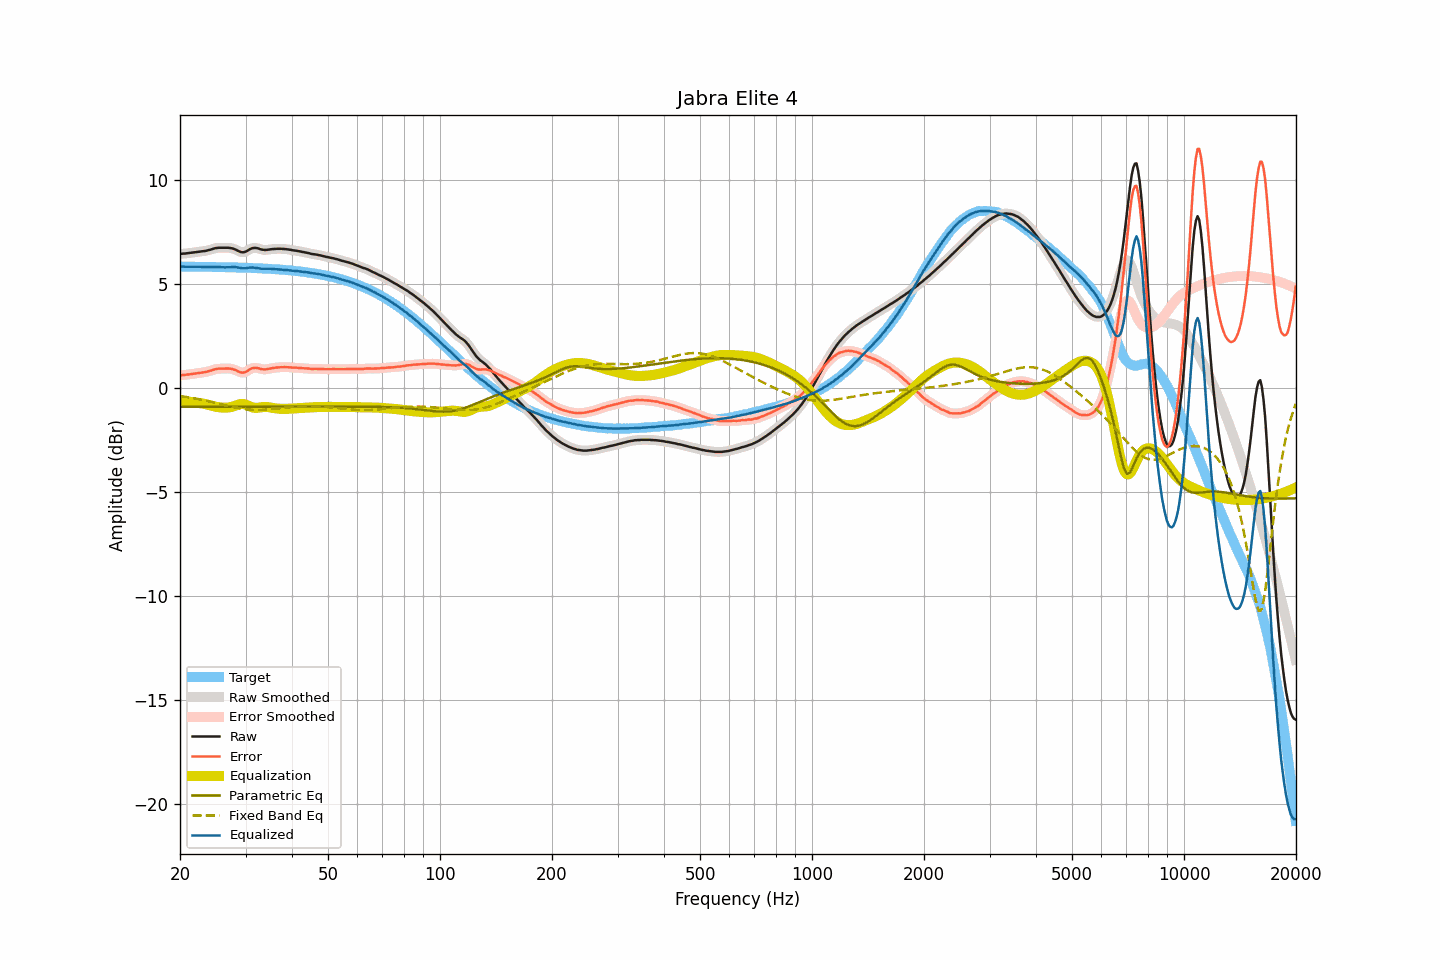 Jabra Elite 4
10
5
0
−5
−10
−15
−20
Amplitude (dBr)
Target
Raw Smoothed
Error Smoothed
Raw
Error
Equalization
Parametric Eq
Fixed Band Eq
Equalized
20 50 100 200 500 1000 2000 5000 10000 20000
Frequency (Hz)